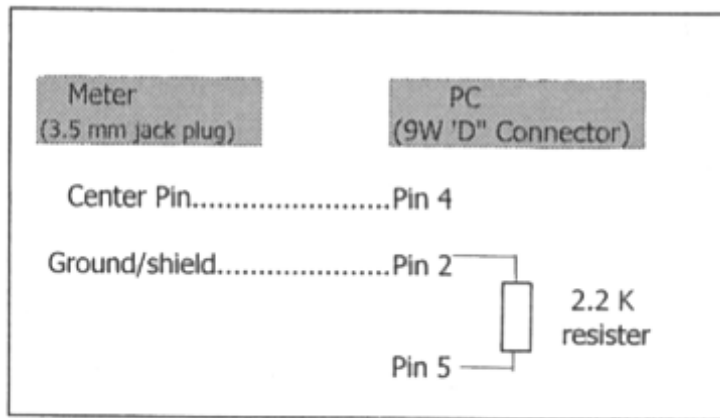 Meter
(3.5 mm jack plug)
PC
(9W 'D" Connector)
Center Pin........................Pin 4
Ground/shield.....................Pin 2
2.2 K
resister
Pin 5